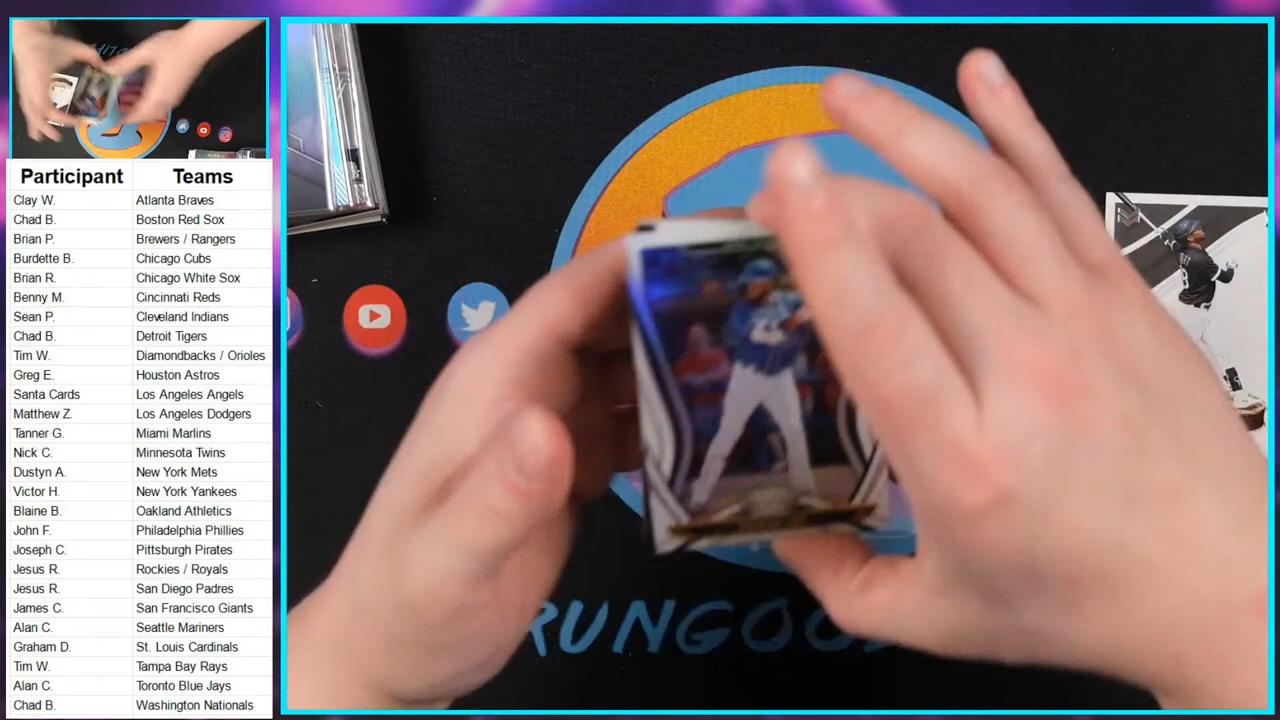 Participant Teams
Clay W. Atlanta Braves
Chad B. Boston Red Sox
Brian P. Brewers / Rangers
Burdette B. Chicago Cubs
Brian R. Chicago White Sox
Benny M. Cincinnati Reds
Sean P. Cleveland Indians
Chad B. Detroit Tigers
Tim W. Diamondbacks / Orioles
Greg E. Houston Astros
Santa Cards Los Angeles Angels
Matthew Z. Los Angeles Dodgers
Tanner G. Miami Marlins
Nick C. Minnesota Twins
Dustyn A. New York Mets
Victor H. New York Yankees
Blaine B. Oakland Athletics
John F. Philadelphia Phillies
Joseph C. Pittsburgh Pirates
Jesus R. Rockies / Royals
Jesus R. San Diego Padres
James C. San Francisco Giants
Alan C. Seattle Mariners
Graham D. St. Louis Cardinals
Tim W. Tampa Bay Rays
Alan C. Toronto Blue Jays
Chad B. Washington Nationals
RUNGOO